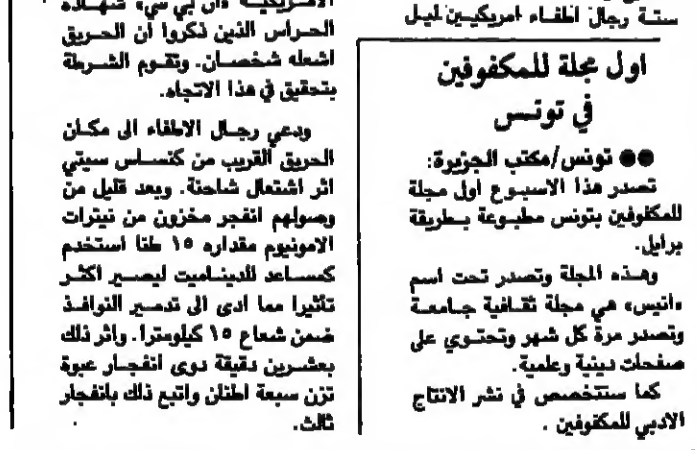 ستة رجال اطفاء امريكيين ليل
اول مجلة للمكفوفين
في تونس
●● تونس/مكتب الجزيرة:
تصدر هذا الاسبوع أول مجلة
للمكفوفين بتونس مطبوعة بطريقة
برايل.
وهذه المجلة وتصدر تحت اسم
«انيس» هي مجلة ثقافية جامعة
وتصدر مرة كل شهر وتحتوي على
صفحات دينية وعلمية.
كما ستتخصص في نشر الانتاج
الادبي للمكفوفين .
الامريكية «ان بي سي» شهادة
الحراس الذين ذكروا أن الحريق
اشعله شخصان. وتقوم الشرطة
بتحقيق في هذا الاتجاه.
ودعي رجال الاطفاء الى مكان
الحريق القريب من كنساس سيتي
اثر اشتعال شاحنة. وبعد قليل من
وصولهم انفجر مخزون من نيترات
الامونيوم مقداره ١٥ طنا استخدم
كمساعد للديناميت ليصير اكثر
تأثيرا مما ادى الى تدمير النوافذ
ضمن شعاع ١٥ كيلومترا. واثر ذلك
بعشرين دقيقة دوى انفجار عبوة
تزن سبعة اطنان واتبع ذلك بانفجار
ثالث.